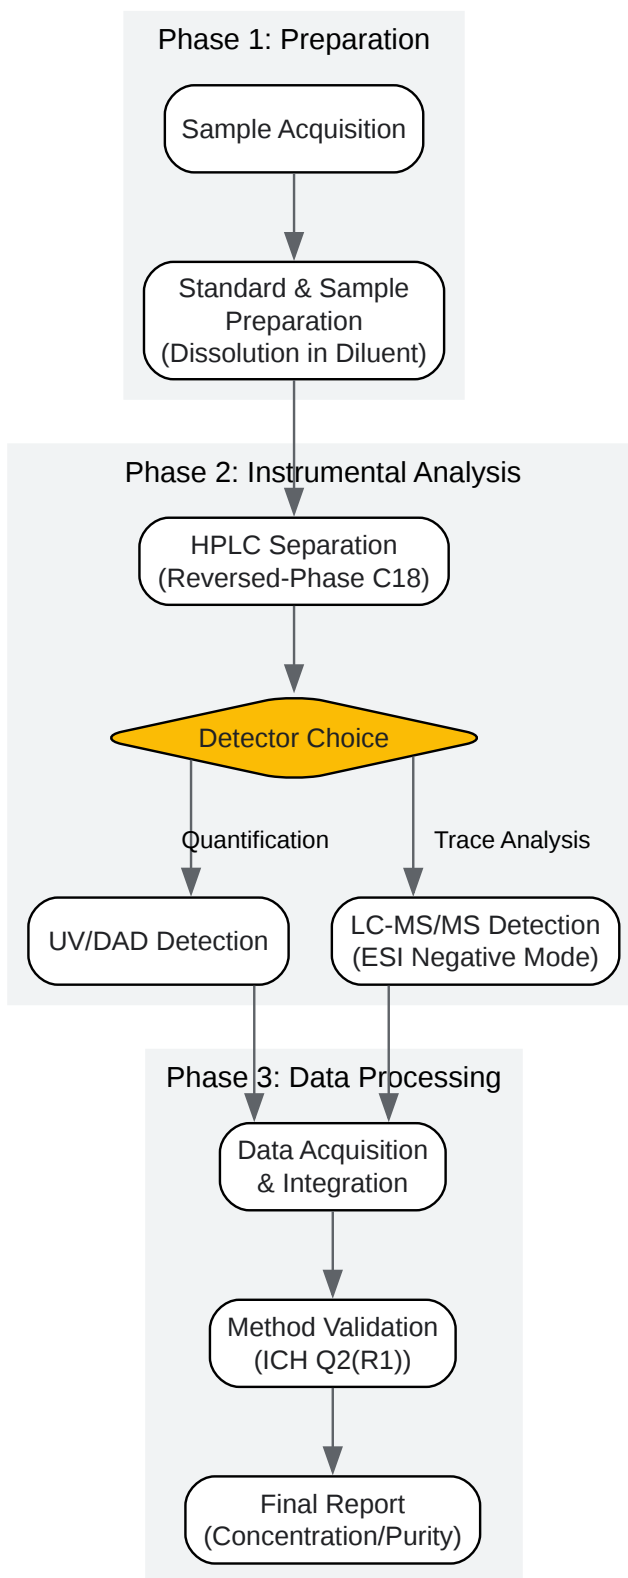 Phase 1: Preparation
Sample Acquisition
Standard & Sample
Preparation
(Dissolution in Diluent)
Phase 2: Instrumental Analysis
HPLC Separation
(Reversed-Phase C18)
Detector Choice
Quantification
Trace Analysis
UV/DAD Detection
LC-MS/MS Detection
(ESI Negative Mode)
Phase 3: Data Processing
Data Acquisition
& Integration
Method Validation
(ICH Q2(R1))
Final Report
(Concentration/Purity)